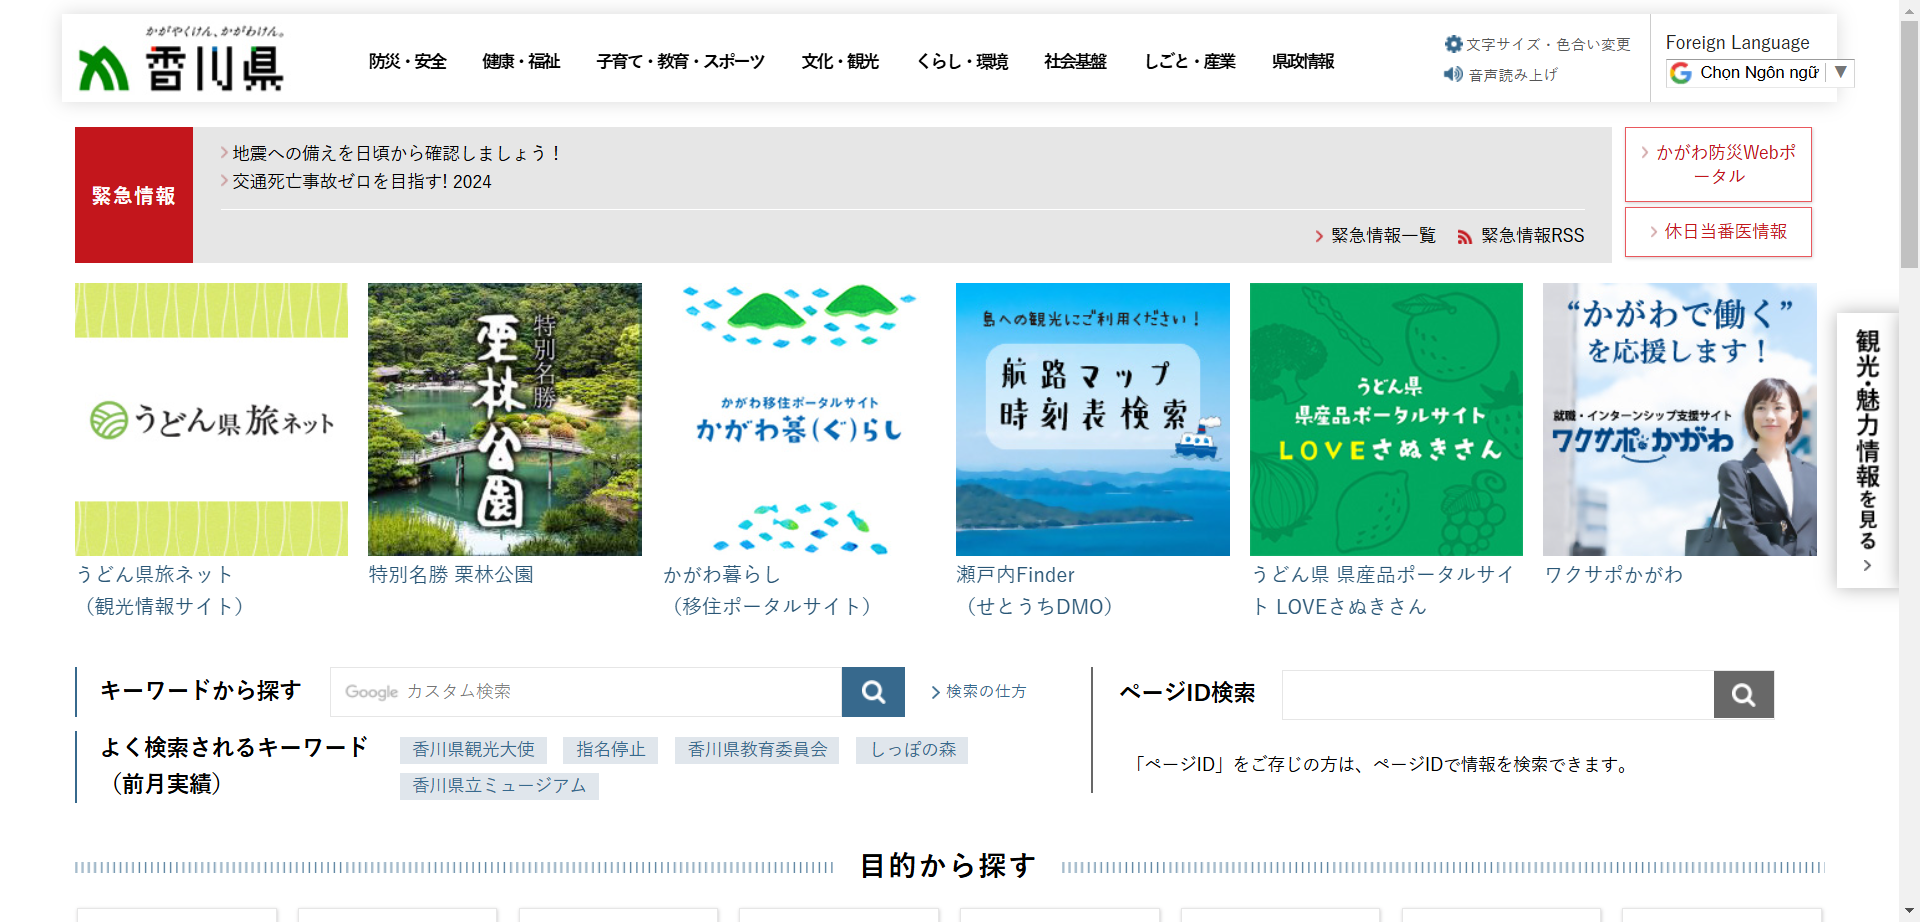 かがやくけん、かがわけん。
香川県
防災・安全
健康・福祉
子育て・教育・スポーツ
文化・観光
くらし・環境
社会基盤
しごと・産業
県政情報
文字サイズ・色合い変更
音声読み上げ
Foreign Language
Chọn Ngôn ngữ ▼
緊急情報
地震への備えを日頃から確認しましょう！
交通死亡事故ゼロを目指す! 2024
緊急情報一覧
緊急情報RSS
かがわ防災Webポ
ータル
休日当番医情報
うどん県旅ネット
特別名勝
栗林公園
かがわ移住ポータルサイト
かがわ暮(ぐ)らし
島への観光にご利用ください！
航路マップ
時刻表検索
うどん県
県産品ポータルサイト
LOVEさぬきさん
“かがわで働く”
を応援します！
就職・インターンシップ支援サイト
ワクサポかがわ
観光・魅力情報を見る
うどん県旅ネット
（観光情報サイト）
特別名勝 栗林公園
かがわ暮らし
（移住ポータルサイト）
瀬戸内Finder
（せとうちDMO）
うどん県 県産品ポータルサイ
ト LOVEさぬきさん
ワクサポかがわ
キーワードから探す
Google カスタム検索
検索の仕方
ページID検索
よく検索されるキーワード
（前月実績）
香川県観光大使
指名停止
香川県教育委員会
しっぽの森
香川県立ミュージアム
「ページID」をご存じの方は、ページIDで情報を検索できます。
目的から探す